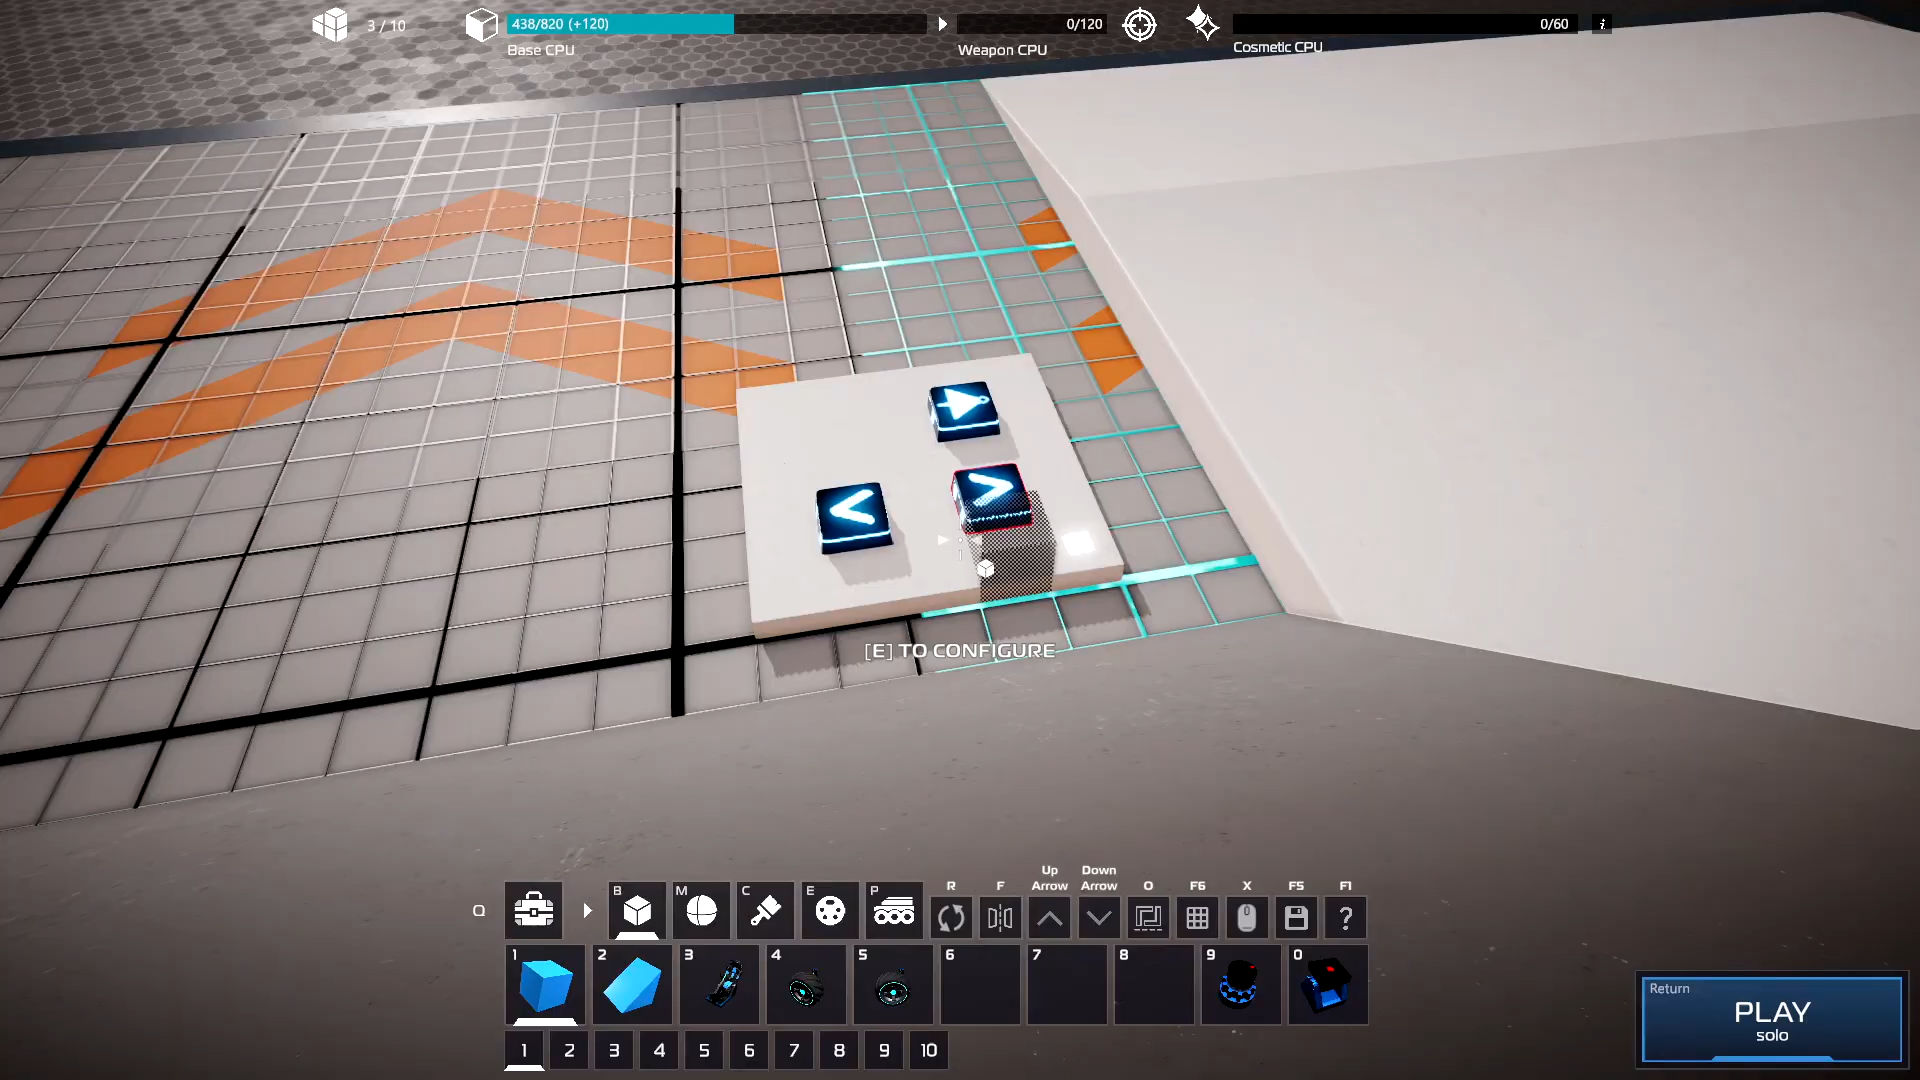 3 / 10
438/820 (+120)
Base CPU
0/120
Weapon CPU
0/60
i
Cosmetic CPU
[E] TO CONFIGURE
Up Arrow
Down Arrow
Q
B
M
C
E
P
R
F
O
F6
X
F5
F1
?
1
2
3
4
5
6
7
8
9
0
1 2 3 4 5 6 7 8 9 10
Return
PLAY
solo